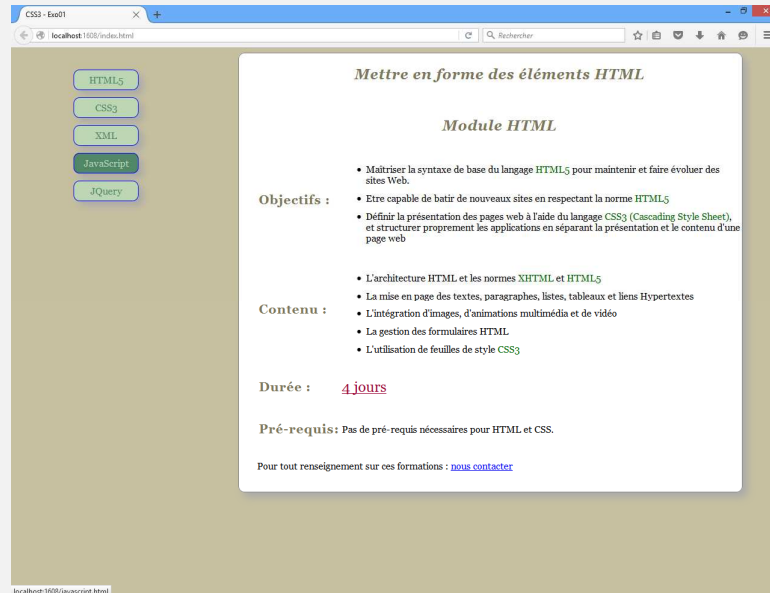 CSS3 - Exo01
localhost:1608/index.html
Rechercher
HTML5
CSS3
XML
JavaScript
JQuery
Mettre en forme des éléments HTML
Module HTML
Objectifs :
• Maîtriser la syntaxe de base du langage HTML5 pour maintenir et faire évoluer des
sites Web.
• Etre capable de batir de nouveaux sites en respectant la norme HTML5
• Définir la présentation des pages web à l'aide du langage CSS3 (Cascading Style Sheet),
et structurer proprement les applications en séparant la présentation et le contenu d'une
page web
Contenu :
• L'architecture HTML et les normes XHTML et HTML5
• La mise en page des textes, paragraphes, listes, tableaux et liens Hypertextes
• L'intégration d'images, d'animations multimédia et de vidéo
• La gestion des formulaires HTML
• L'utilisation de feuilles de style CSS3
Durée : 4 jours
Pré-requis: Pas de pré-requis nécessaires pour HTML et CSS.
Pour tout renseignement sur ces formations : nous contacter
localhost:1608/javascript.html